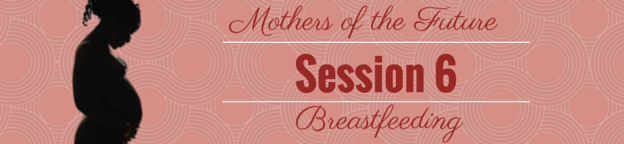 Mothers of the Future
Session 6
Breastfeeding